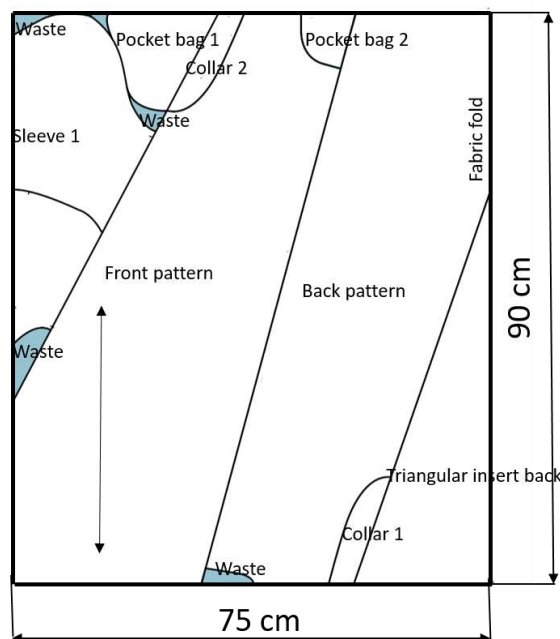 Waste
Pocket bag 1
Pocket bag 2
Collar 2
Waste
Sleeve 1
Fabric fold
Front pattern
Back pattern
90 cm
Waste
Triangular insert back
Collar 1
Waste
75 cm